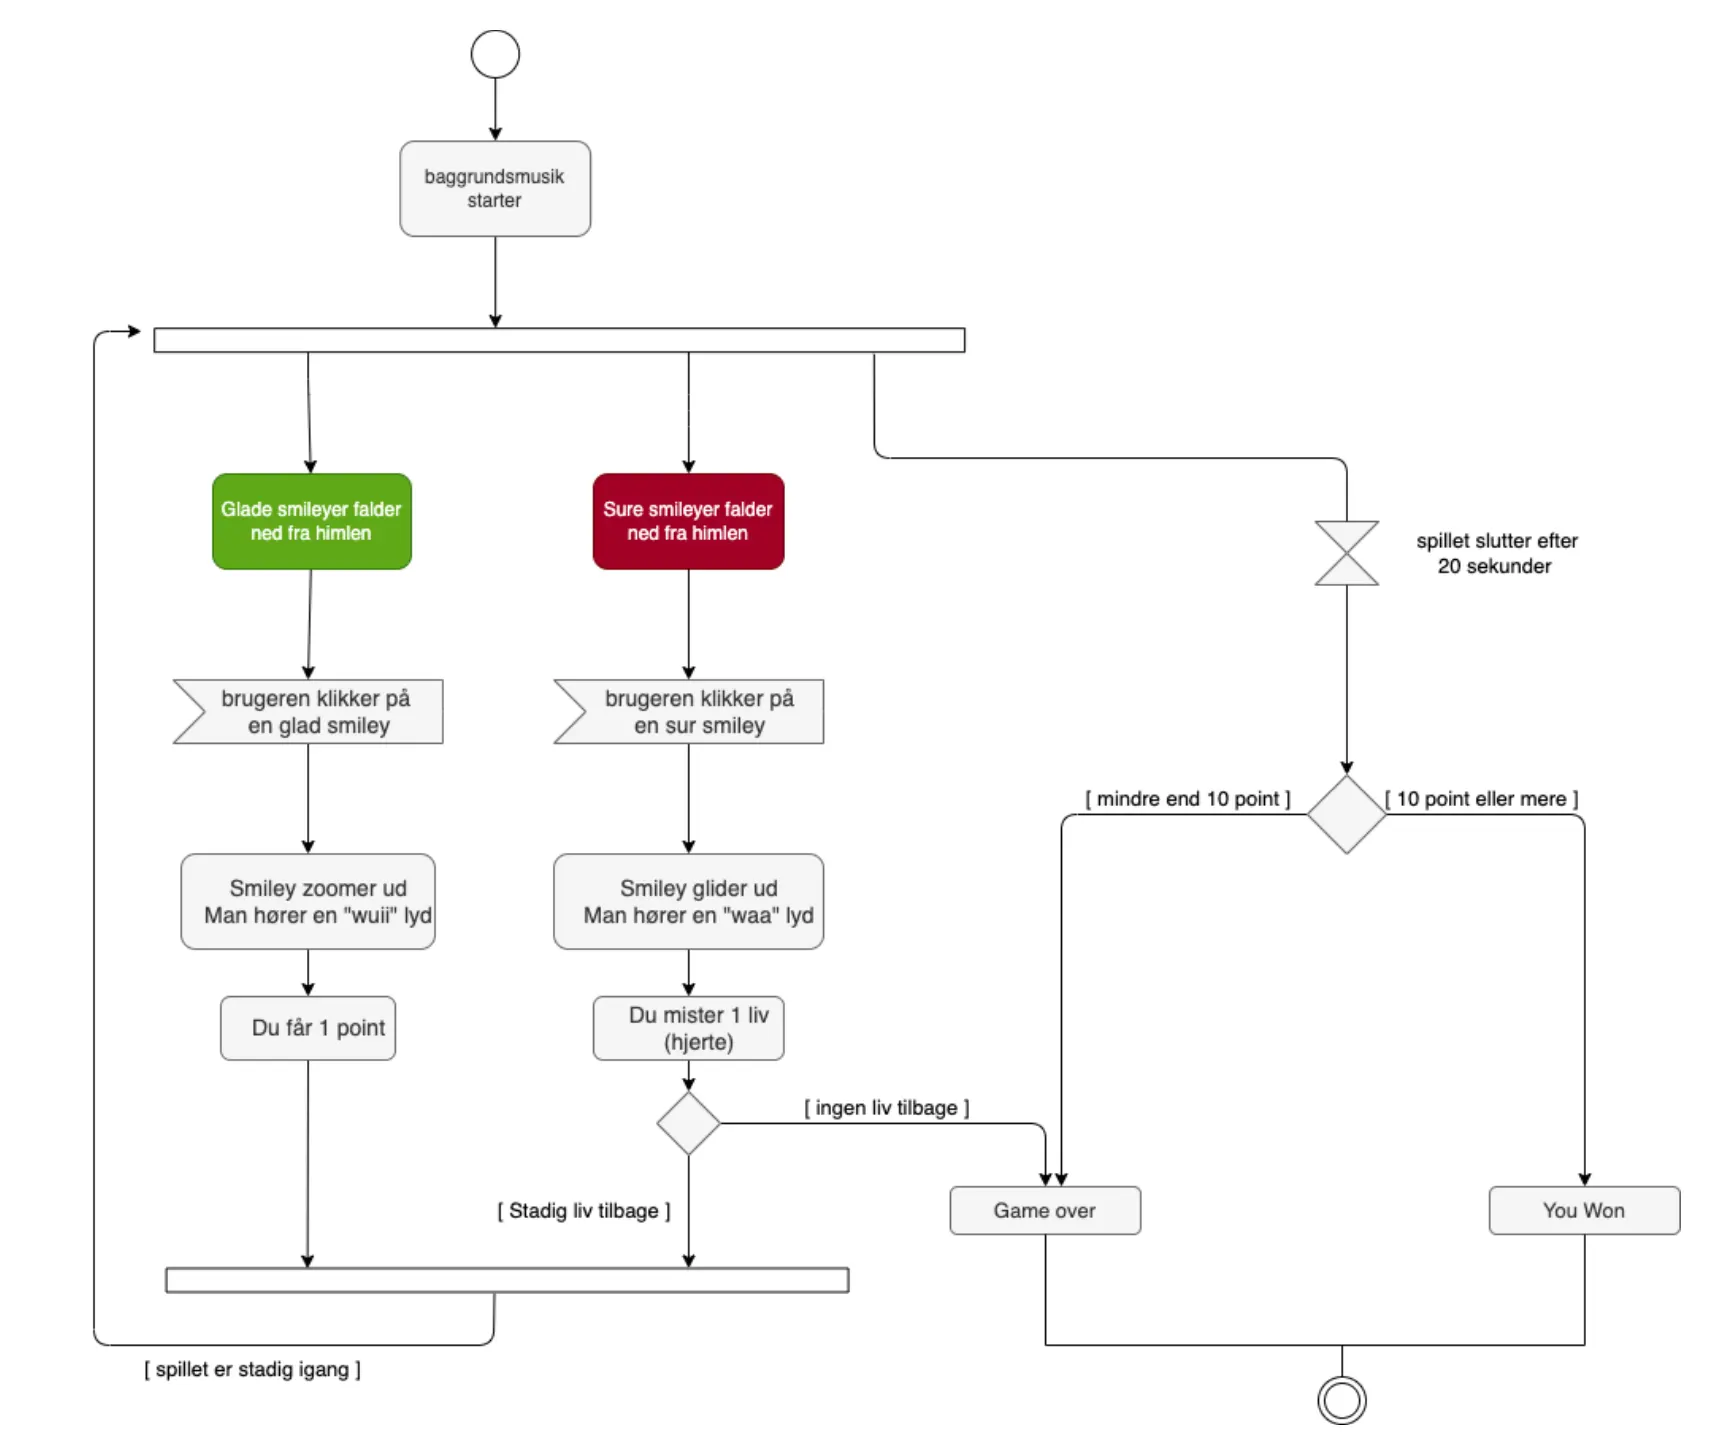 baggrundsmusik
starter
Glade smileyer falder
ned fra himlen
Sure smileyer falder
ned fra himlen
spillet slutter efter
20 sekunder
brugeren klikker på
en glad smiley
brugeren klikker på
en sur smiley
[ mindre end 10 point ]
[ 10 point eller mere ]
Smiley zoomer ud
Man hører en "wuii" lyd
Smiley glider ud
Man hører en "waa" lyd
Du får 1 point
Du mister 1 liv
(hjerte)
[ ingen liv tilbage ]
[ Stadig liv tilbage ]
Game over
You Won
[ spillet er stadig igang ]